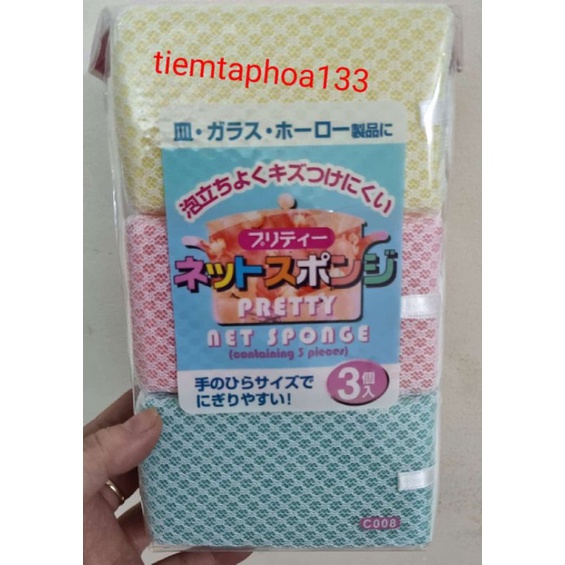 tiemtaphoa133
皿・ガラス・ホーロー製品に
泡立ちよくキズつけにくい
プリティー
ネットスポンジ
PRETTY
NET SPONGE
(containing 3 pieces)
手のひらサイズで
にぎりやすい!
3個入
C008